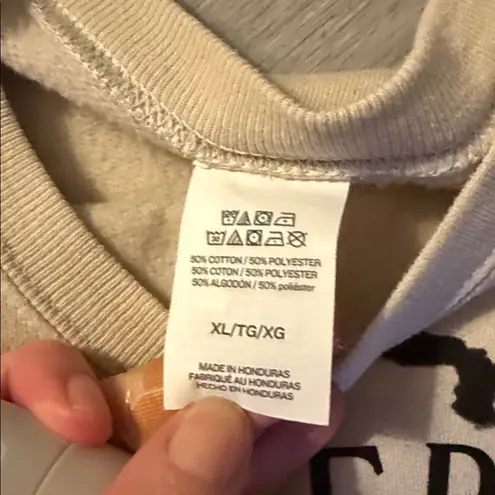 50% COTTON / 50% POLYESTER
50% COTON / 50% POLYESTER
50% ALGODÓN / 50% poliéster
XL/TG/XG
MADE IN HONDURAS
FABRIQUÉ AU HONDURAS
HECHO EN HONDURAS